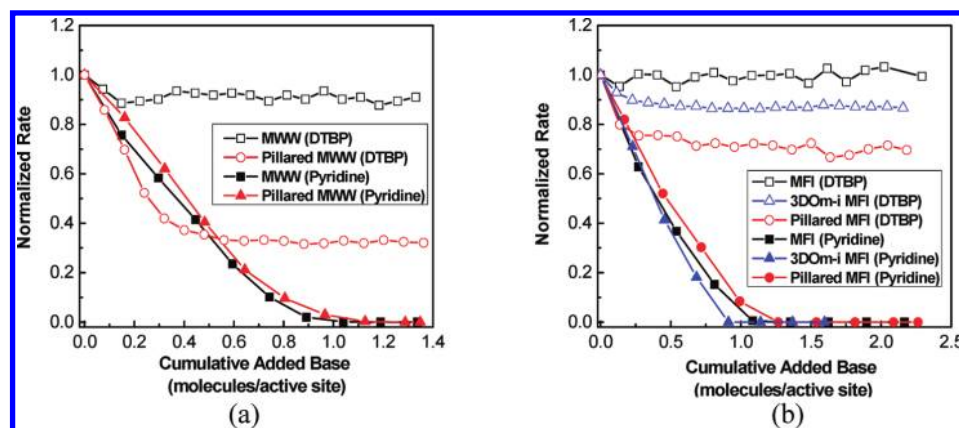 1.2
1.0
0.8
0.6
0.4
0.2
0.0
Normalized Rate
MWW (DTBP)
Pillared MWW (DTBP)
MWW (Pyridine)
Pillared MWW (Pyridine)
0.0 0.2 0.4 0.6 0.8 1.0 1.2 1.4
Cumulative Added Base
(molecules/active site)
(a)
1.2
1.0
0.8
0.6
0.4
0.2
0.0
Normalized Rate
MFI (DTBP)
3DOm-i MFI (DTBP)
Pillared MFI (DTBP)
MFI (Pyridine)
3DOm-i MFI (Pyridine)
Pillared MFI (Pyridine)
0.0 0.5 1.0 1.5 2.0 2.5
Cumulative Added Base
(molecules/active site)
(b)